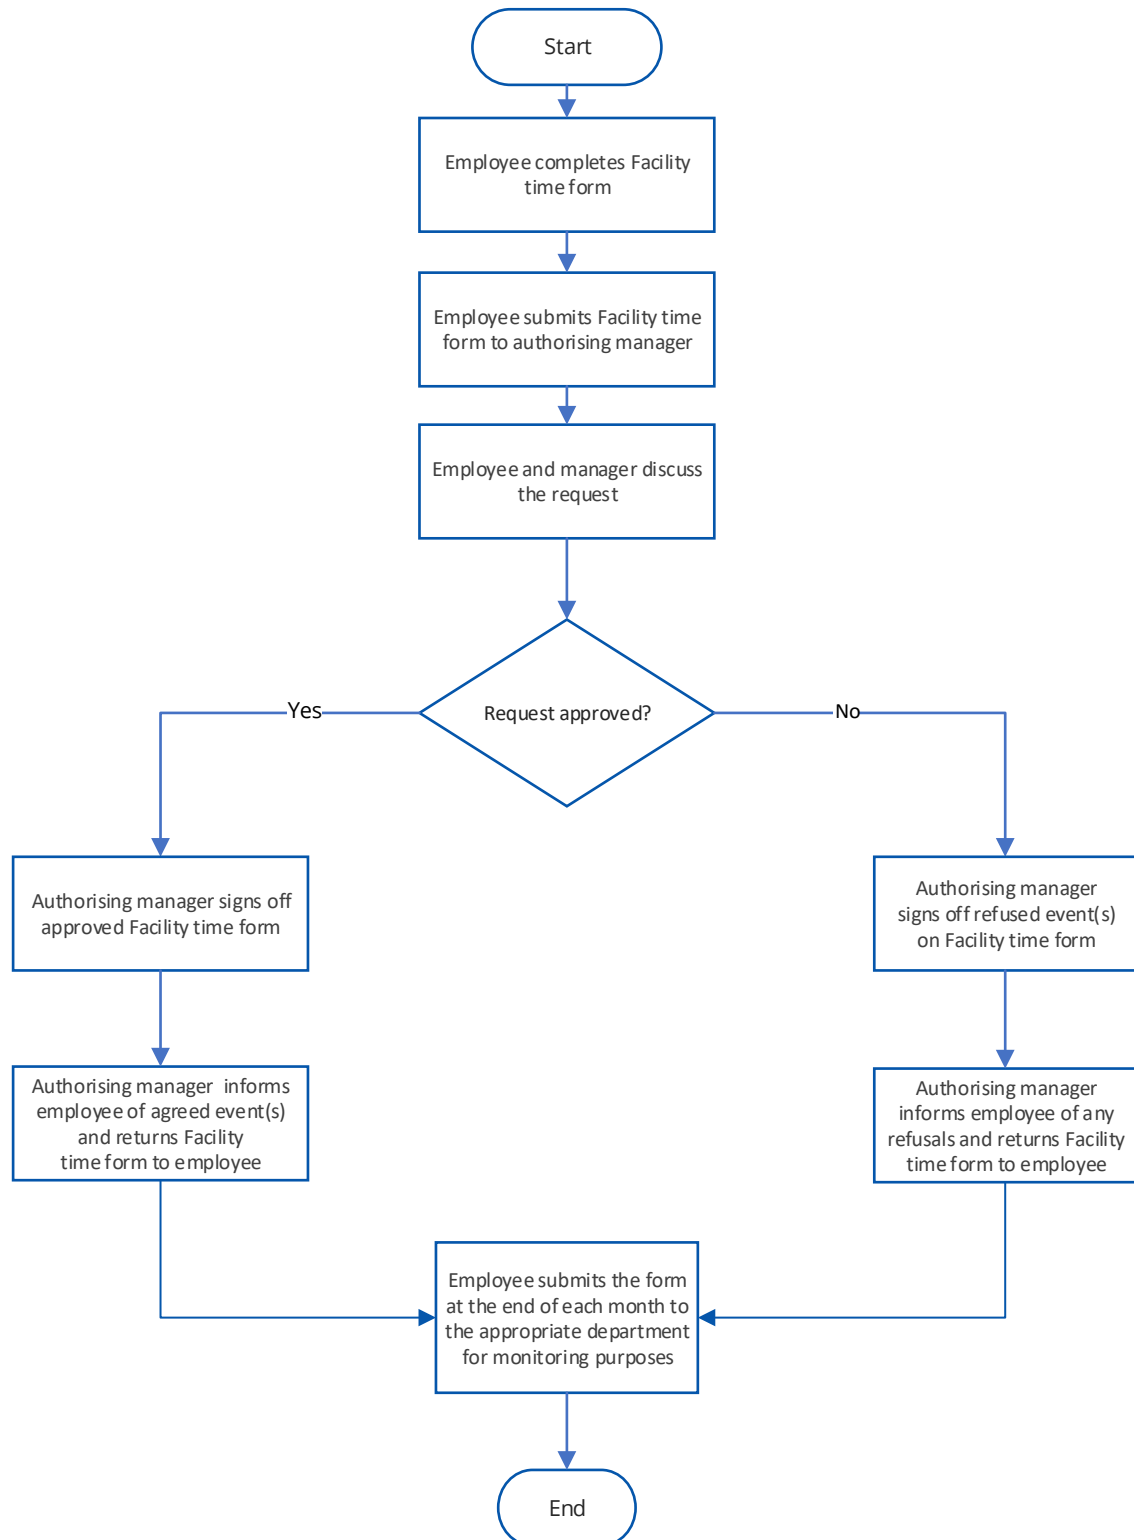 Start
Employee completes Facility
time form
Employee submits Facility time
form to authorising manager
Employee and manager discuss
the request
Request approved?
Yes
No
Authorising manager signs off
approved Facility time form
Authorising manager
signs off refused event(s)
on Facility time form
Authorising manager informs
employee of agreed event(s)
and returns Facility
time form to employee
Authorising manager
informs employee of any
refusals and returns Facility
time form to employee
Employee submits the form
at the end of each month to
the appropriate department
for monitoring purposes
End